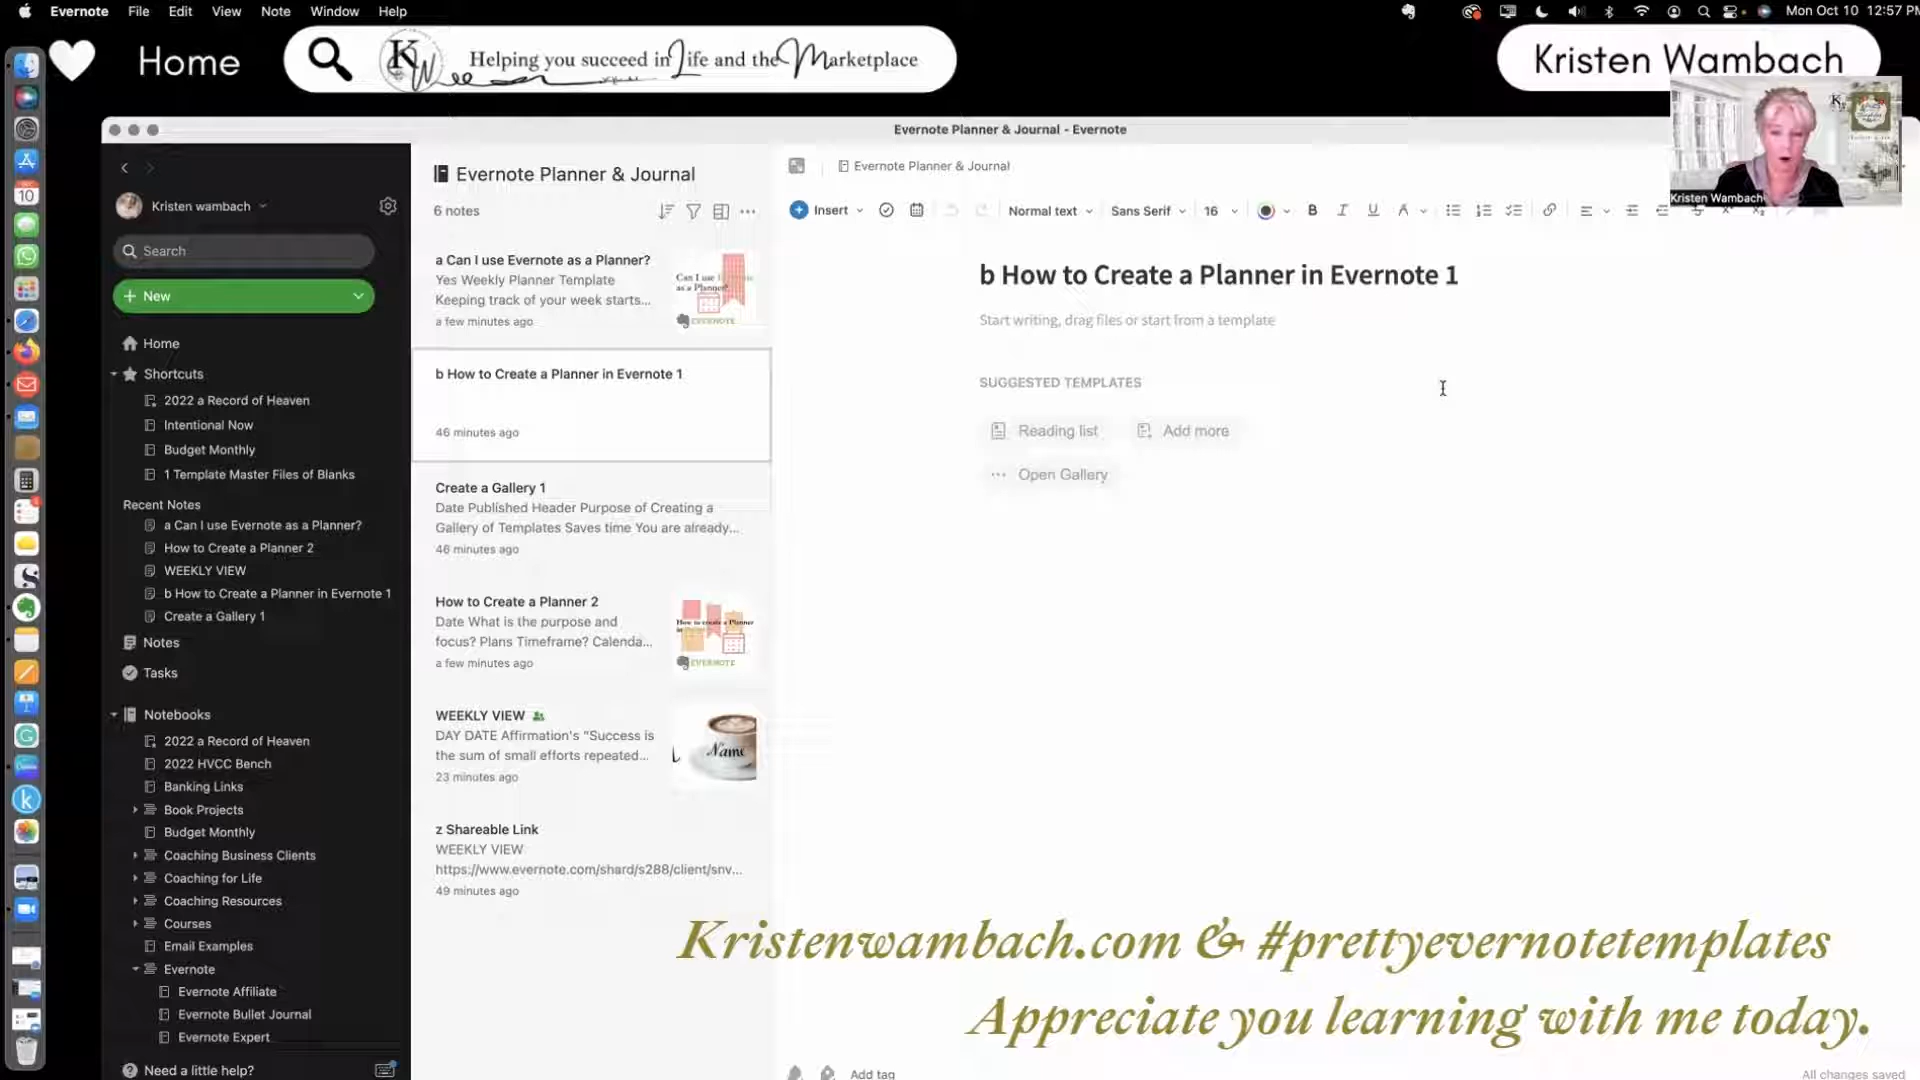 Evernote File Edit View Note Window Help
Mon Oct 10 12:57 PM
Home
Helping you succeed in Life and the Marketplace
Kristen Wambach
Kristen Wambach
Evernote Planner & Journal - Evernote
Kristen wambach
Search
New
Home
Shortcuts
2022 a Record of Heaven
Intentional Now
Budget Monthly
1 Template Master Files of Blanks
Recent Notes
a Can I use Evernote as a Planner?
How to Create a Planner 2
WEEKLY VIEW
b How to Create a Planner in Evernote 1
Create a Gallery 1
Notes
Tasks
Notebooks
2022 a Record of Heaven
2022 HVCC Bench
Banking Links
Book Projects
Budget Monthly
Coaching Business Clients
Coaching for Life
Coaching Resources
Courses
Email Examples
Evernote
Evernote Affiliate
Evernote Bullet Journal
Evernote Expert
Need a little help?
Evernote Planner & Journal
6 notes
a Can I use Evernote as a Planner?
Yes Weekly Planner Template
Keeping track of your week starts...
a few minutes ago
b How to Create a Planner in Evernote 1
46 minutes ago
Create a Gallery 1
Date Published Header Purpose of Creating a
Gallery of Templates Saves time You are already...
46 minutes ago
How to Create a Planner 2
Date What is the purpose and
focus? Plans Timeframe? Calenda...
a few minutes ago
WEEKLY VIEW
DAY DATE Affirmation's "Success is
the sum of small efforts repeated...
23 minutes ago
Name
z Shareable Link
WEEKLY VIEW
https://www.evernote.com/shard/s288/client/snv...
49 minutes ago
Evernote Planner & Journal
Insert Normal text Sans Serif 16
b How to Create a Planner in Evernote 1
Start writing, drag files or start from a template
SUGGESTED TEMPLATES
Reading list Add more
Open Gallery
Kristenwambach.com & #prettyevernotetemplates
Appreciate you learning with me today.
Add tag
All changes saved